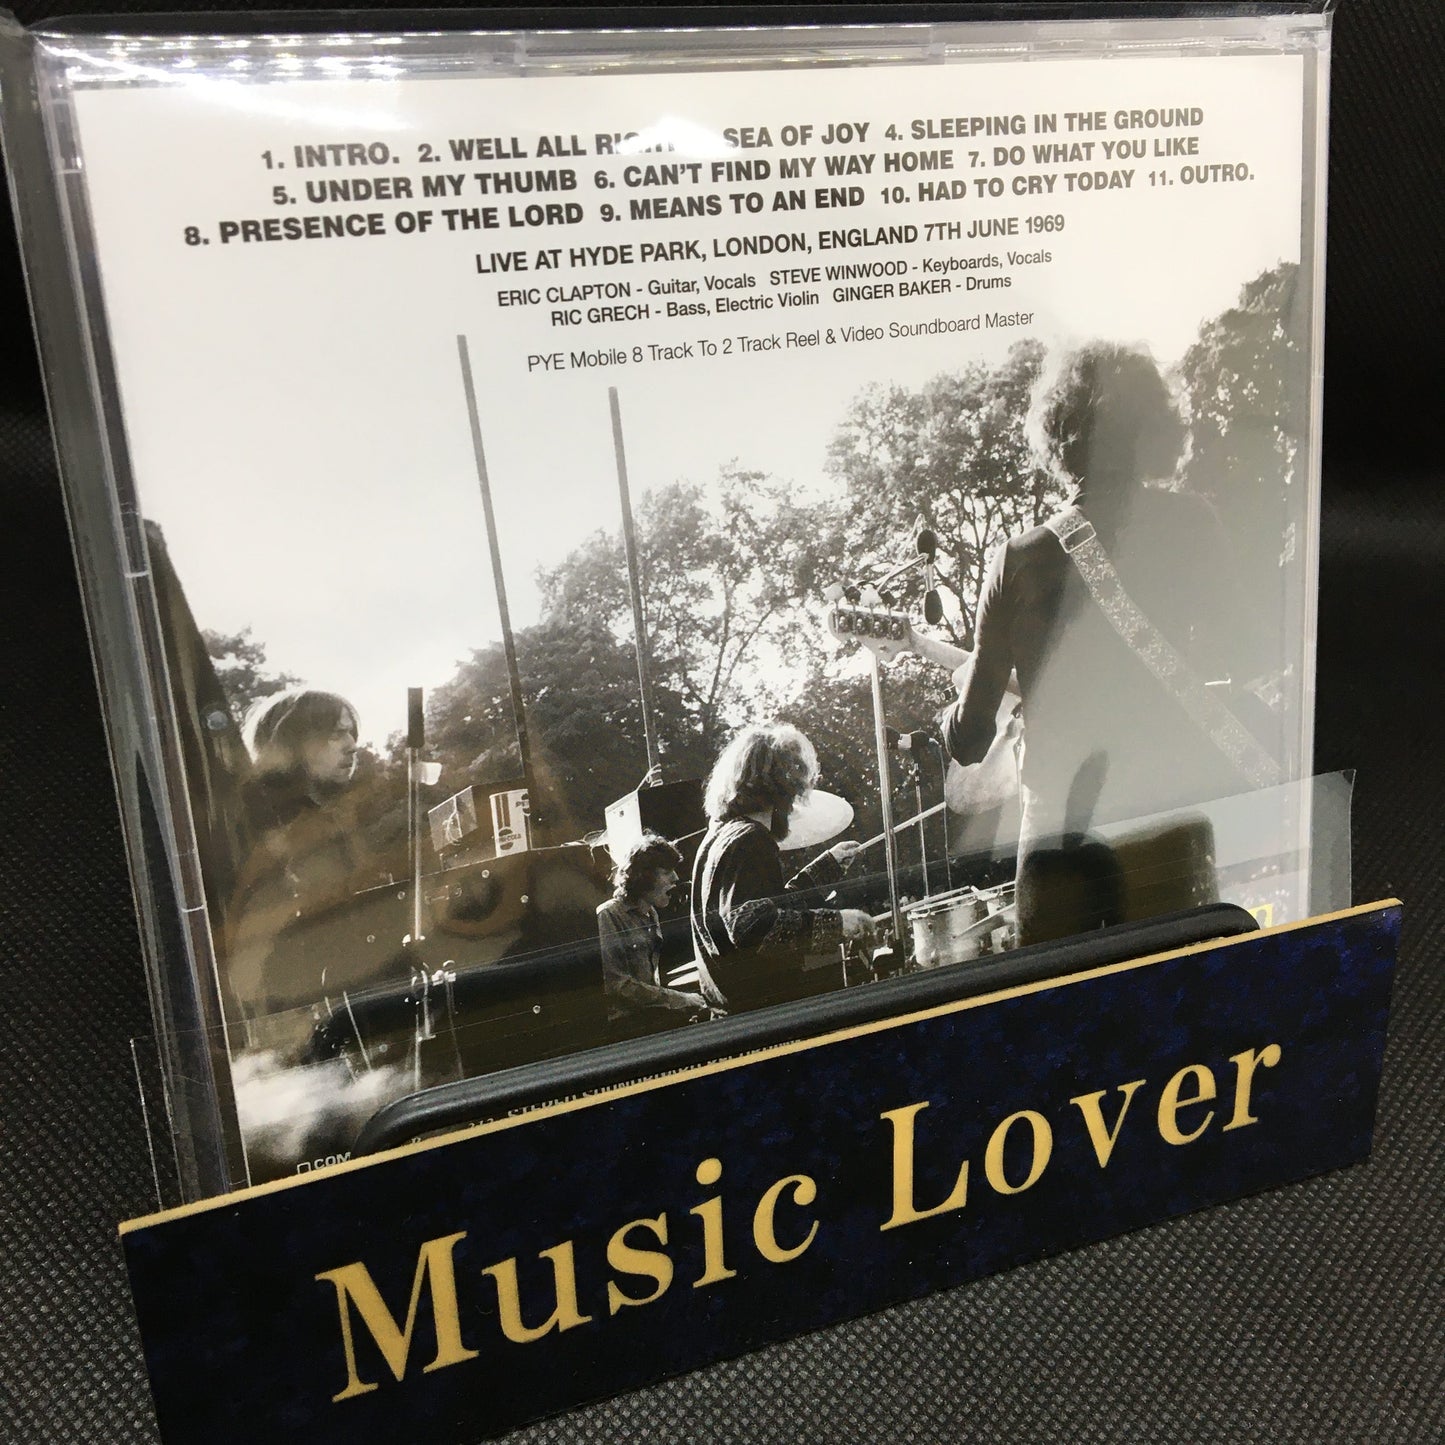 1. INTRO. 2. WELL ALL SEA OF JOY 4. SLEEPING IN THE GROUND
5. UNDER MY THUMB 6. CAN'T FIND MY WAY HOME 7. DO WHAT YOU LIKE
8. PRESENCE OF THE LORD 9. MEANS TO AN END 10. HAD TO CRY TODAY 11. OUTRO.
LIVE AT HYDE PARK, LONDON, ENGLAND 7TH JUNE 1969
ERIC CLAPTON - Guitar, Vocals STEVE WINWOOD - Keyboards, Vocals
RIC GRECH - Bass, Electric Violin GINGER BAKER - Drums
PYE Mobile 8 Track To 2 Track Reel & Video Soundboard Master
Music Lover